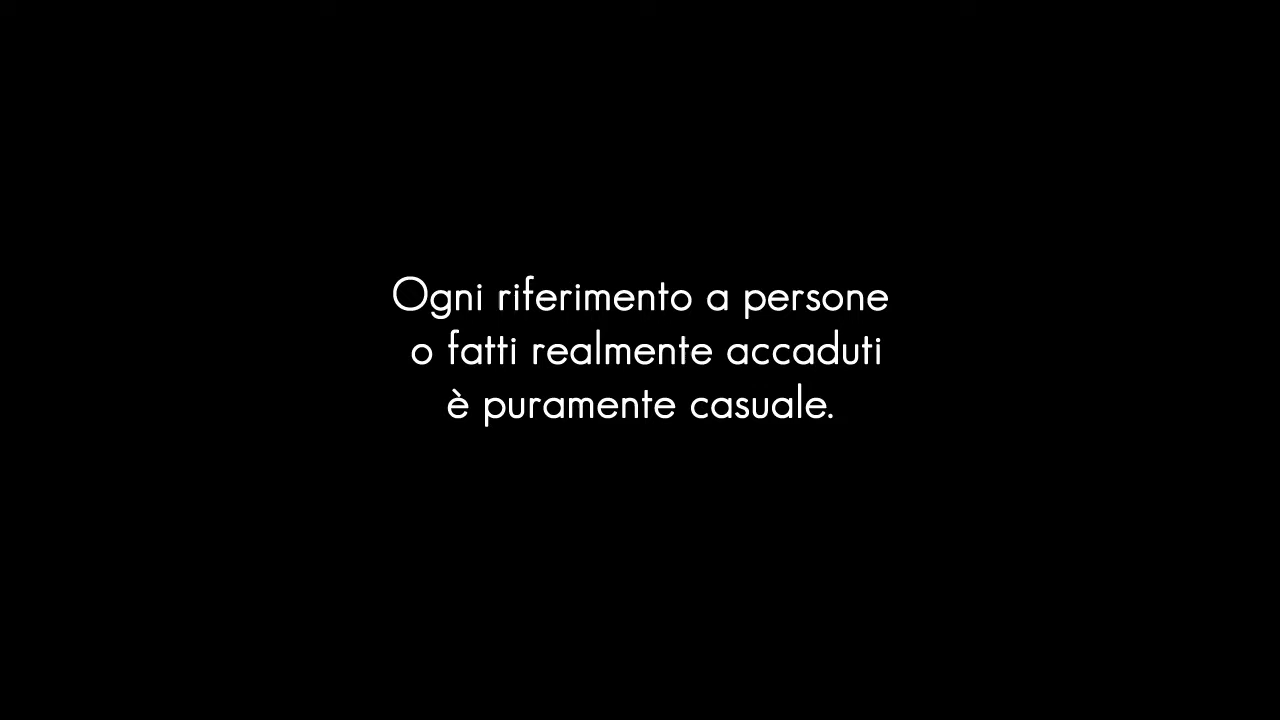 Ogni riferimento a persone
o fatti realmente accaduti
è puramente casuale.